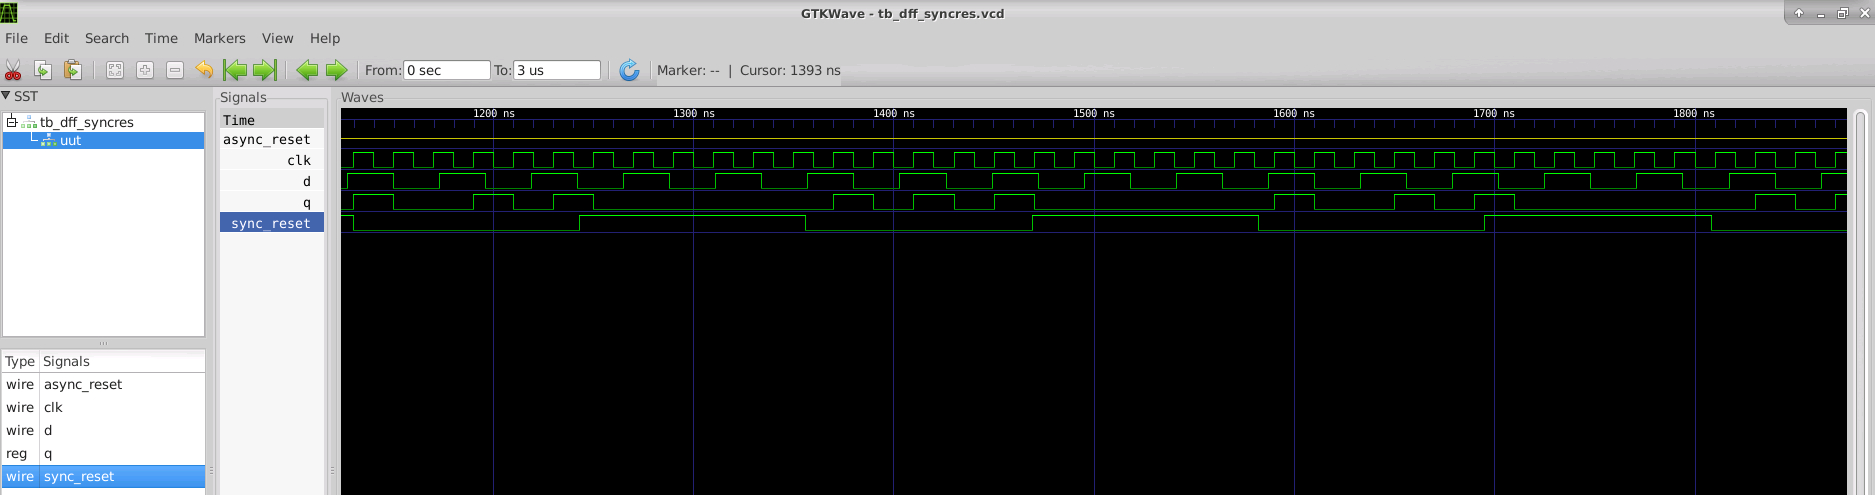 GTKWave - tb_dff_syncres.vcd
File Edit Search Time Markers View Help
From: 0 sec To: 3 us Marker: -- | Cursor: 1393 ns
SST
tb_dff_syncres
uut
Type Signals
wire async_reset
wire clk
wire d
reg q
wire sync_reset
Signals
Time
async_reset
clk
d
q
sync_reset
Waves
1200 ns 1300 ns 1400 ns 1500 ns 1600 ns 1700 ns 1800 ns